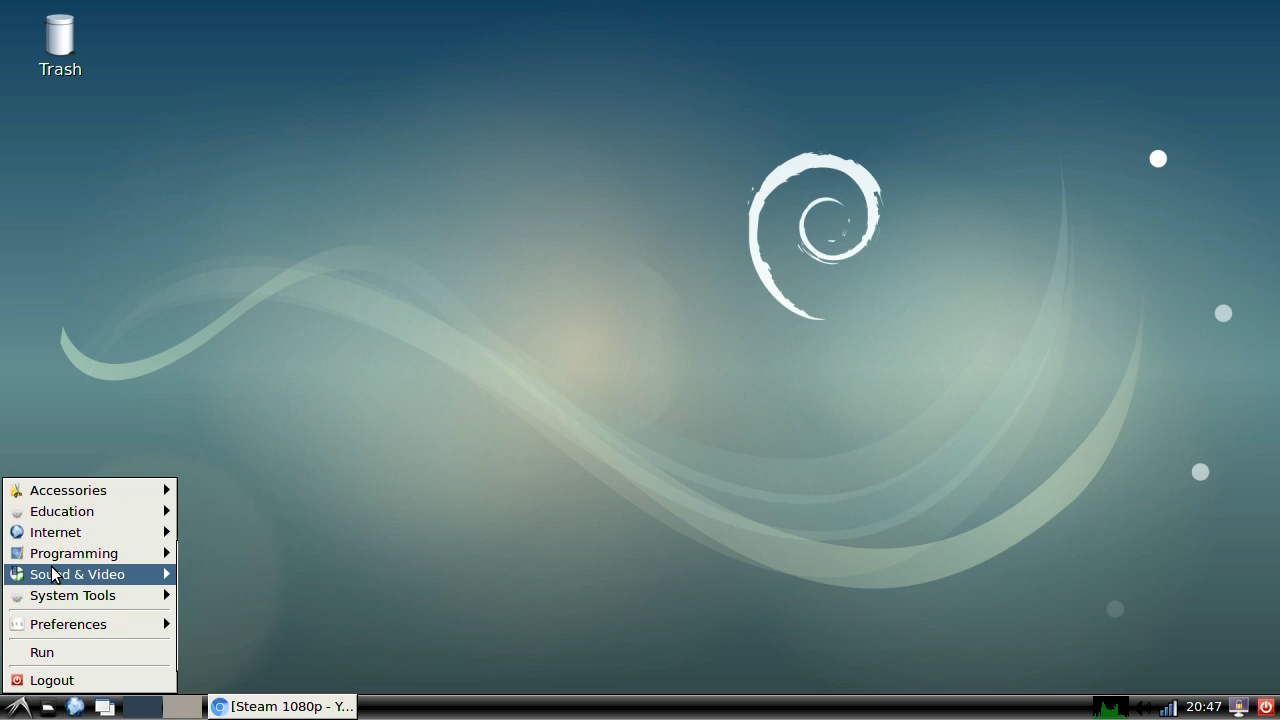 Trash
Accessories
Education
Internet
Programming
Sound & Video
System Tools
Preferences
Run
Logout
[Steam 1080p - Y...
20:47